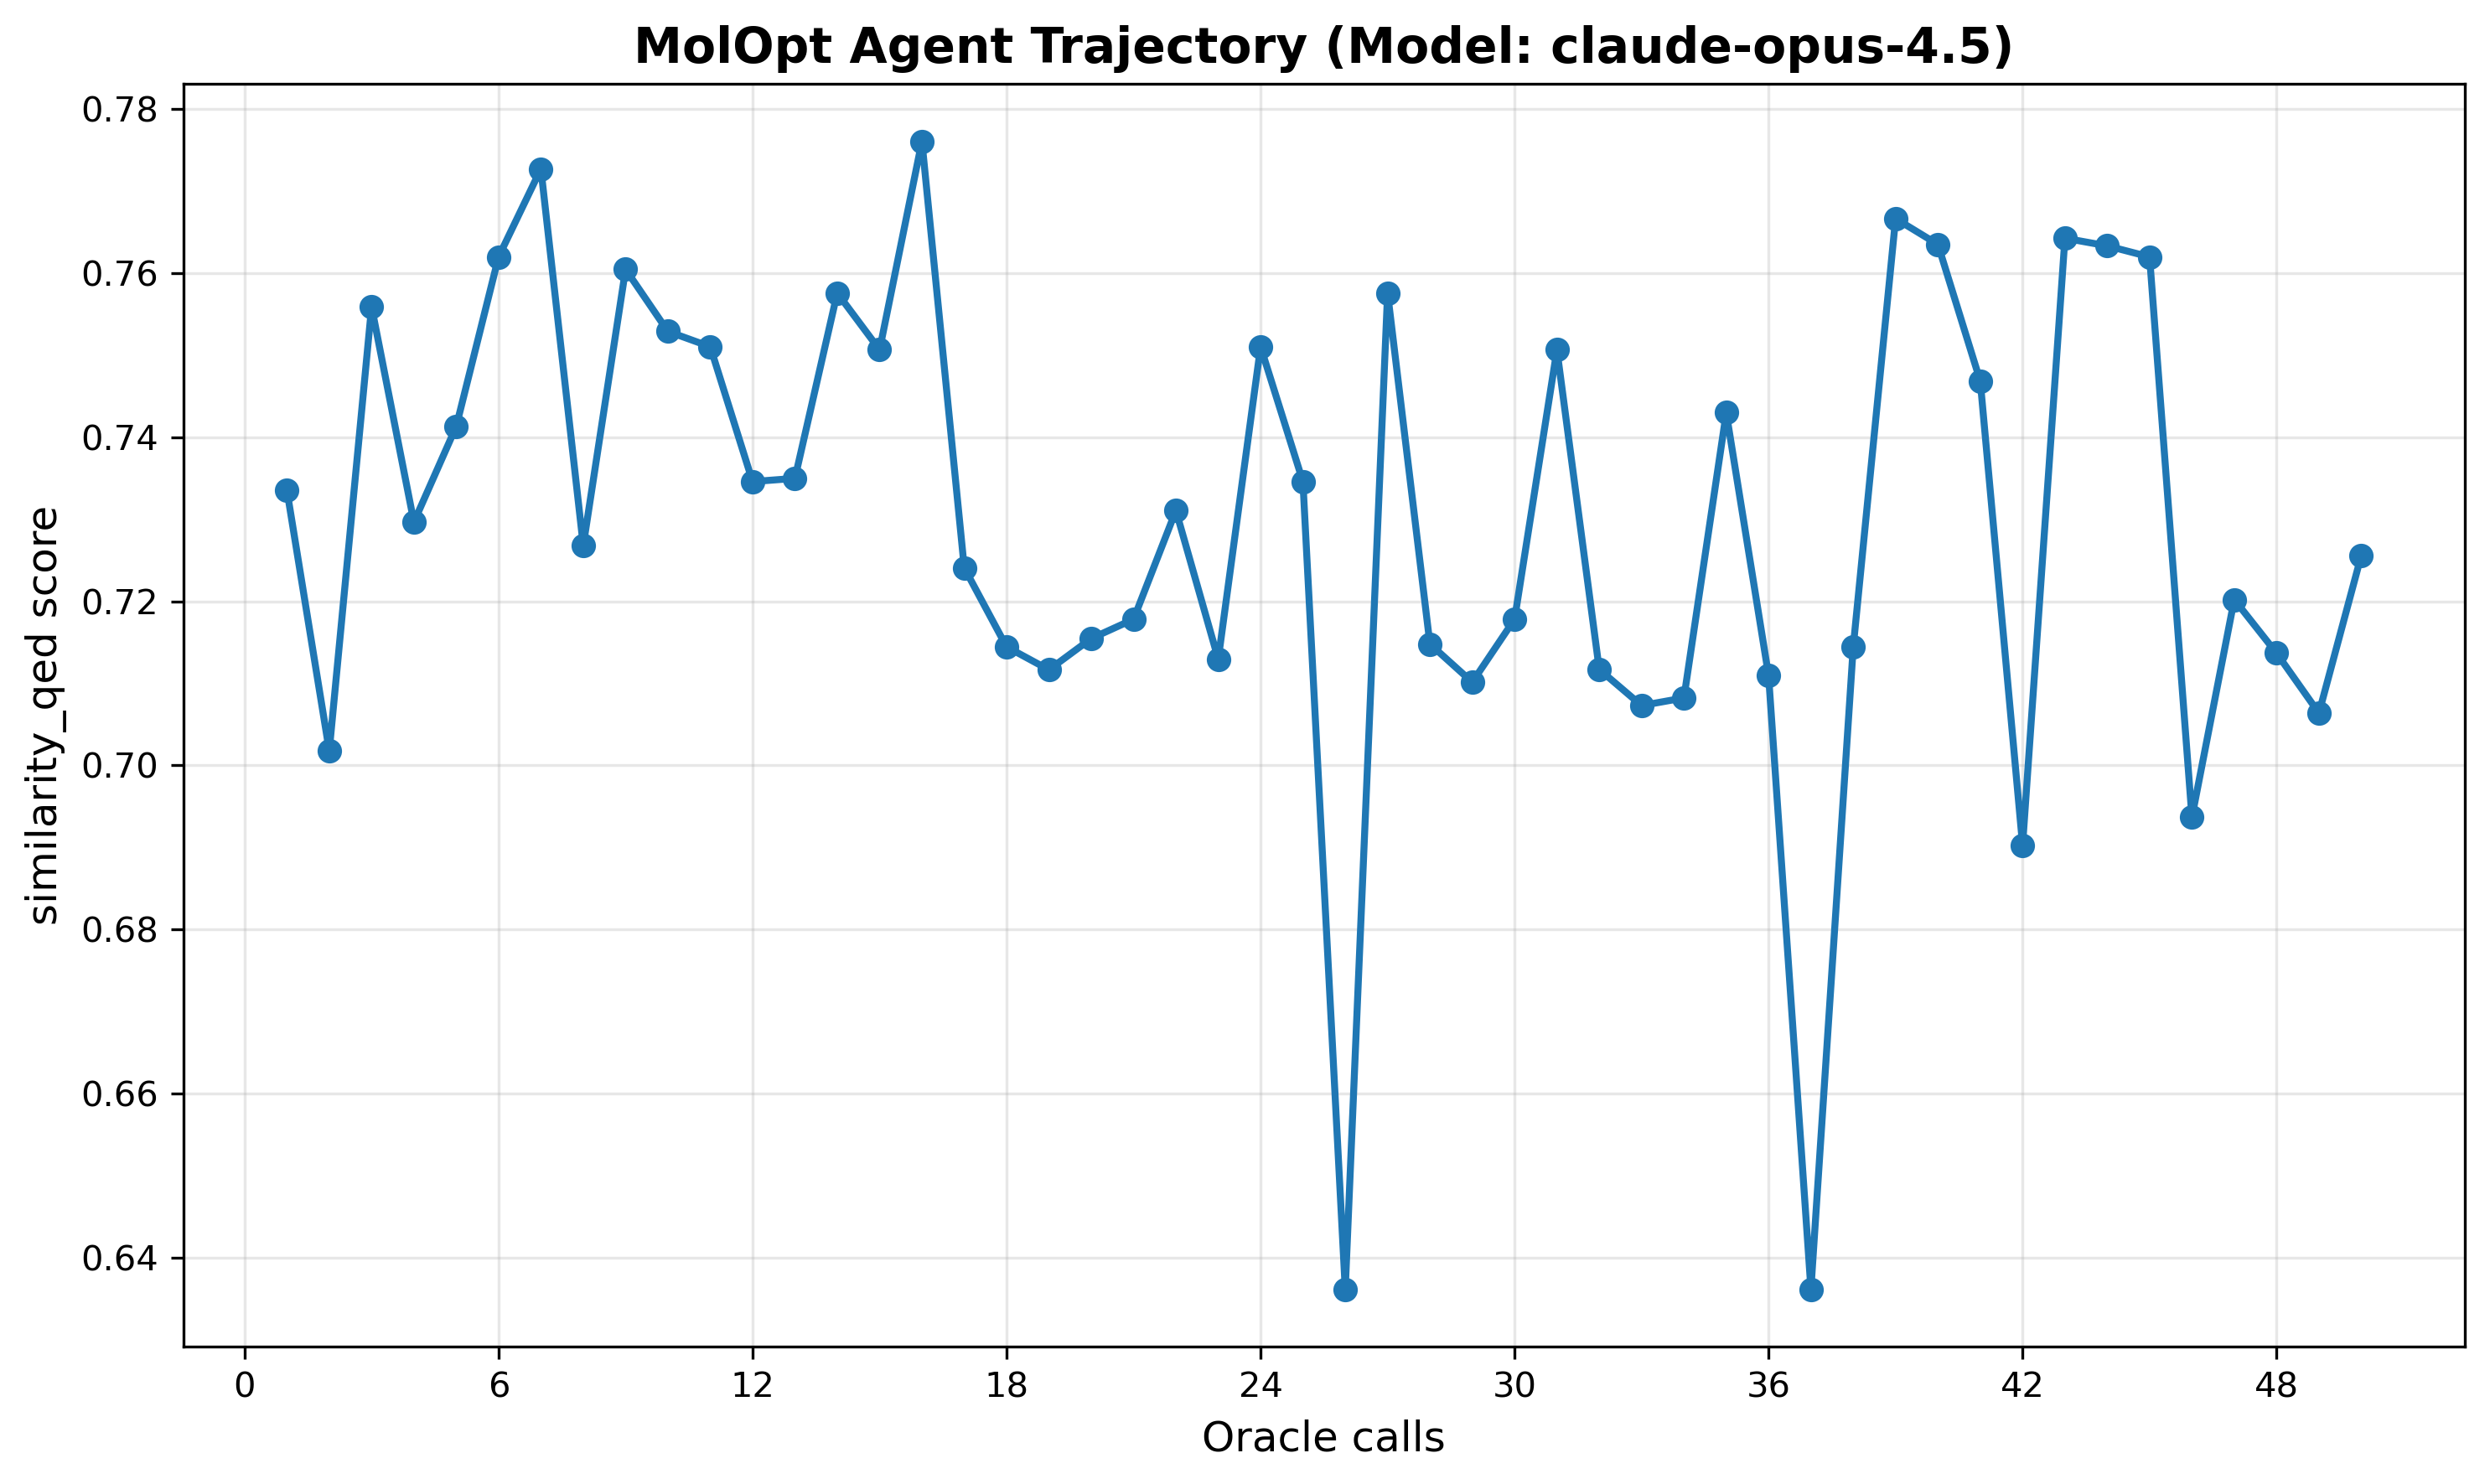 MolOpt Agent Trajectory (Model: claude-opus-4.5)
similarity_qed score
0.78
0.76
0.74
0.72
0.70
0.68
0.66
0.64
0 6 12 18 24 30 36 42 48
Oracle calls